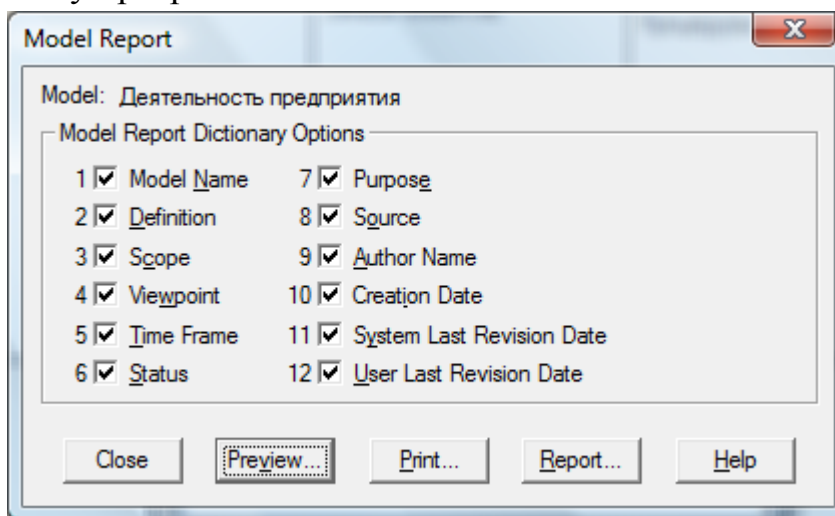 Model Report
Model: Деятельность предприятия
Model Report Dictionary Options
1 Model Name 7 Purpose
2 Definition 8 Source
3 Scope 9 Author Name
4 Viewpoint 10 Creation Date
5 Time Frame 11 System Last Revision Date
6 Status 12 User Last Revision Date
Close Preview... Print... Report... Help